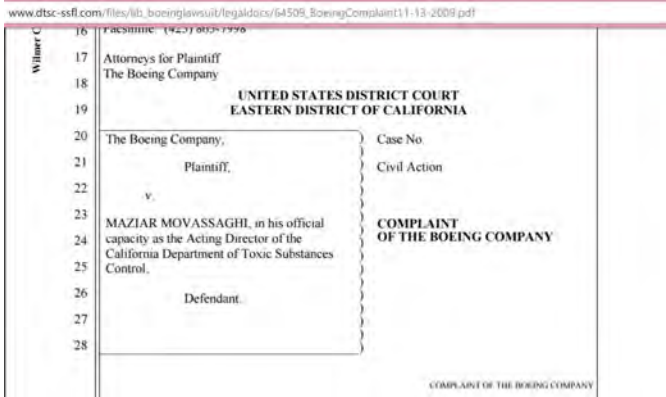 www.dtsc-ssfl.com/files/lib_boeinglawsuit/legaldocs/64509_BoeingComplaint11-13-2009.pdf
16
17 Attorneys for Plaintiff
The Boeing Company
18
UNITED STATES DISTRICT COURT
19 EASTERN DISTRICT OF CALIFORNIA
20 The Boeing Company, ) Case No.
21 Plaintiff, ) Civil Action
22 v.
23 MAZIAR MOVASSAGHI, in his official COMPLAINT
24 capacity as the Acting Director of the OF THE BOEING COMPANY
California Department of Toxic Substances
25 Control,
26 Defendant.
27
28
COMPLAINT OF THE BOEING COMPANY